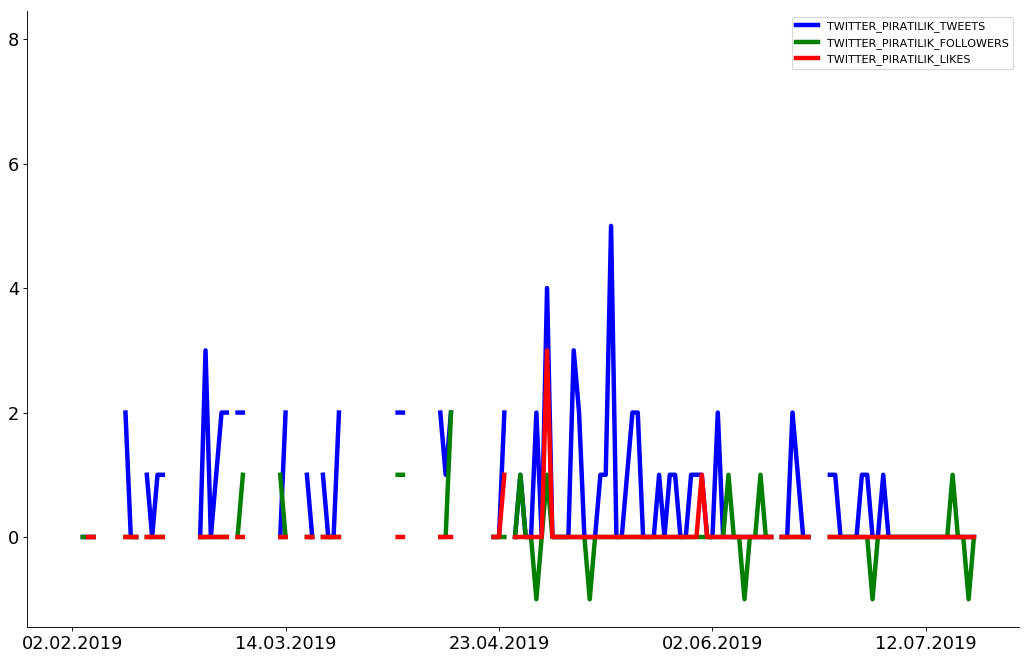 TWITTER_PIRATILIK_TWEETS
TWITTER_PIRATILIK_FOLLOWERS
TWITTER_PIRATILIK_LIKES
8
6
4
2
0
02.02.2019 14.03.2019 23.04.2019 02.06.2019 12.07.2019